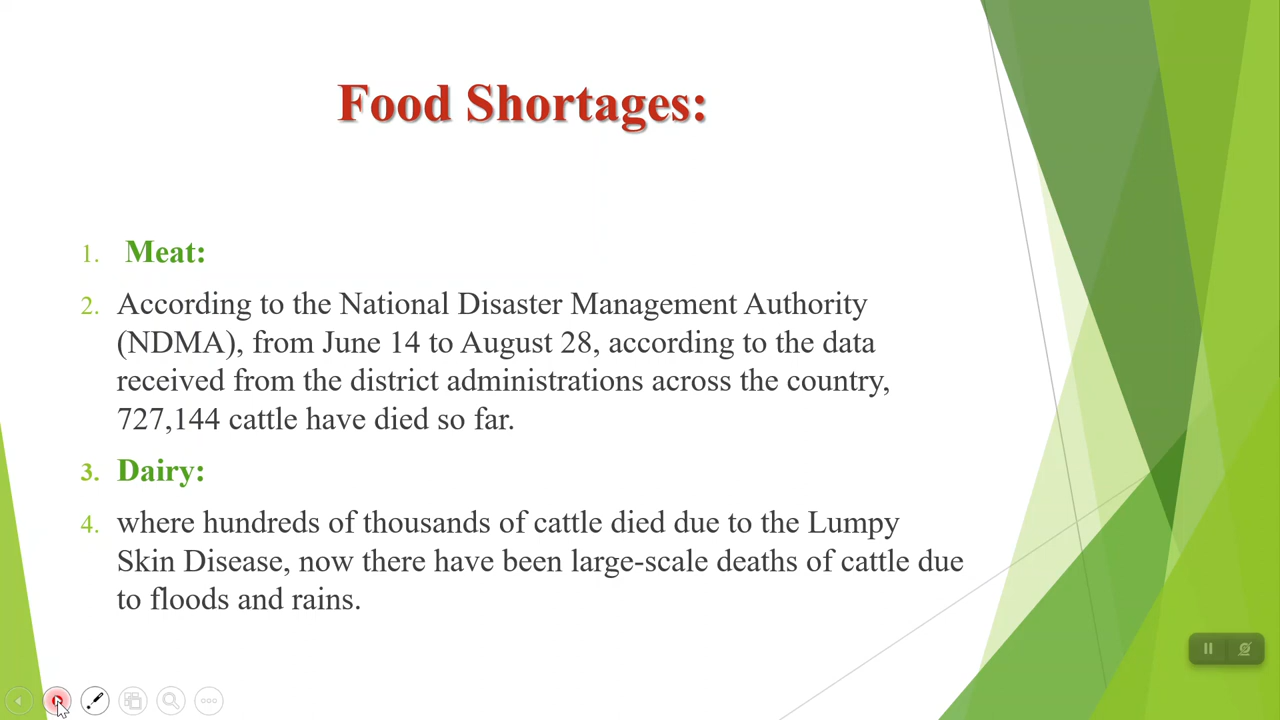 Food Shortages:
1. Meat:
2. According to the National Disaster Management Authority
(NDMA), from June 14 to August 28, according to the data
received from the district administrations across the country,
727,144 cattle have died so far.
3. Dairy:
4. where hundreds of thousands of cattle died due to the Lumpy
Skin Disease, now there have been large-scale deaths of cattle due
to floods and rains.